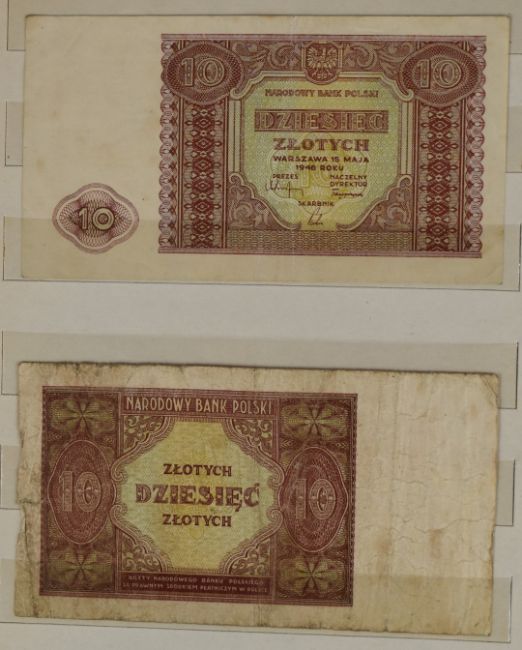 10 10
NARODOWY BANK POLSKI
DZIESIĘĆ
ZŁOTYCH
WARSZAWA 15 MAJA
1946 ROKU
PREZES NACZELNY
DYREKTOR
SKARBNIK
10
NARODOWY BANK POLSKI
ZŁOTYCH
10 DZIESIĘĆ 10
ZŁOTYCH
BILETY NARODOWEGO BANKU POLSKIEGO
SĄ PRAWNYM ŚRODKIEM PŁATNICZYM W POLSCE